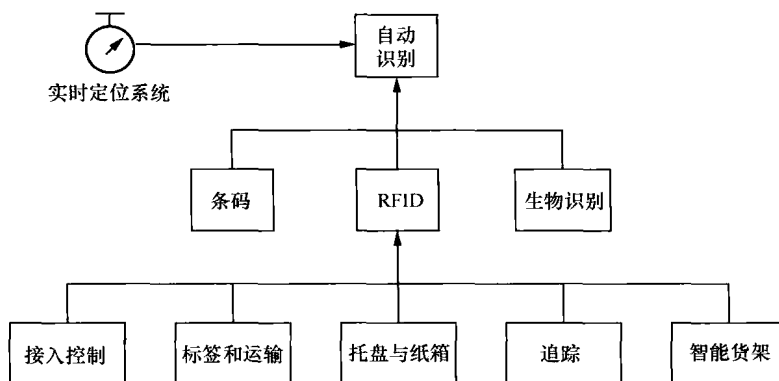 自动
识别
实时定位系统
条码
RFID
生物识别
接入控制
标签和运输
托盘与纸箱
追踪
智能货架